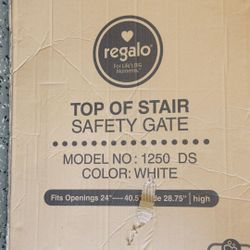 regalo®
For Life's BIG
Moments.™
TOP OF STAIR
SAFETY GATE
MODEL NO: 1250 DS
COLOR: WHITE
Fits Openings 24" 40.5" 28.75" high